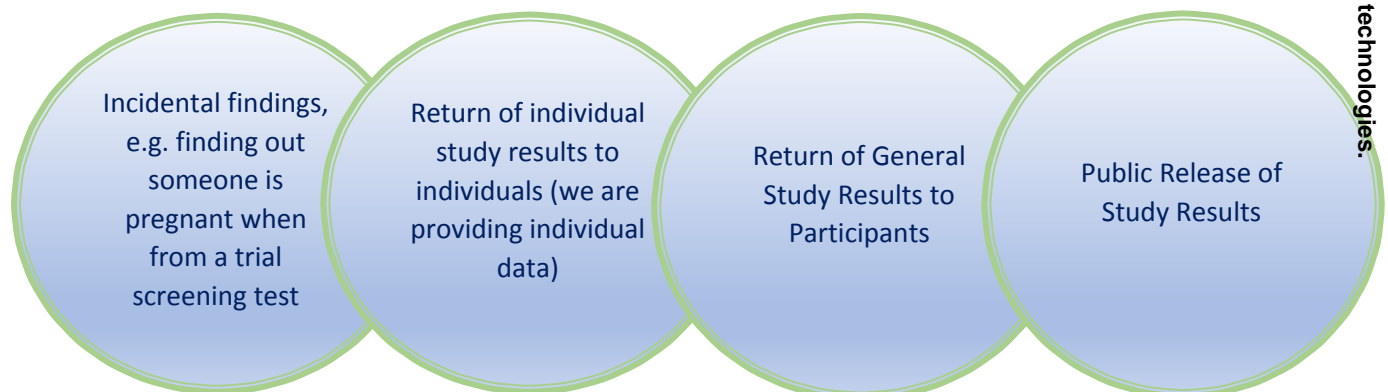 Incidental findings,
e.g. finding out
someone is
pregnant when
from a trial
screening test
Return of individual
study results to
individuals (we are
providing individual
data)
Return of General
Study Results to
Participants
Public Release of
Study Results
technologies.